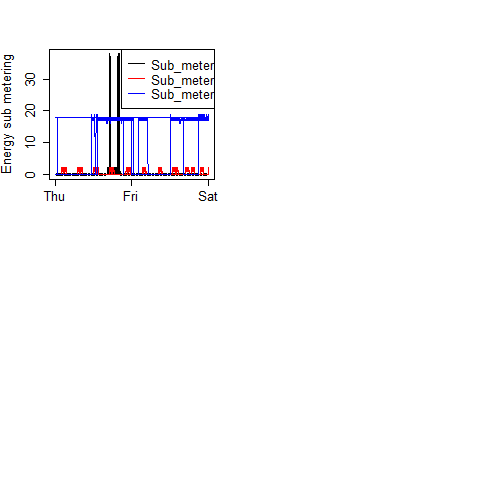 Energy sub metering
30
20
10
0
Sub_meter
Sub_meter
Sub_meter
Thu Fri Sat